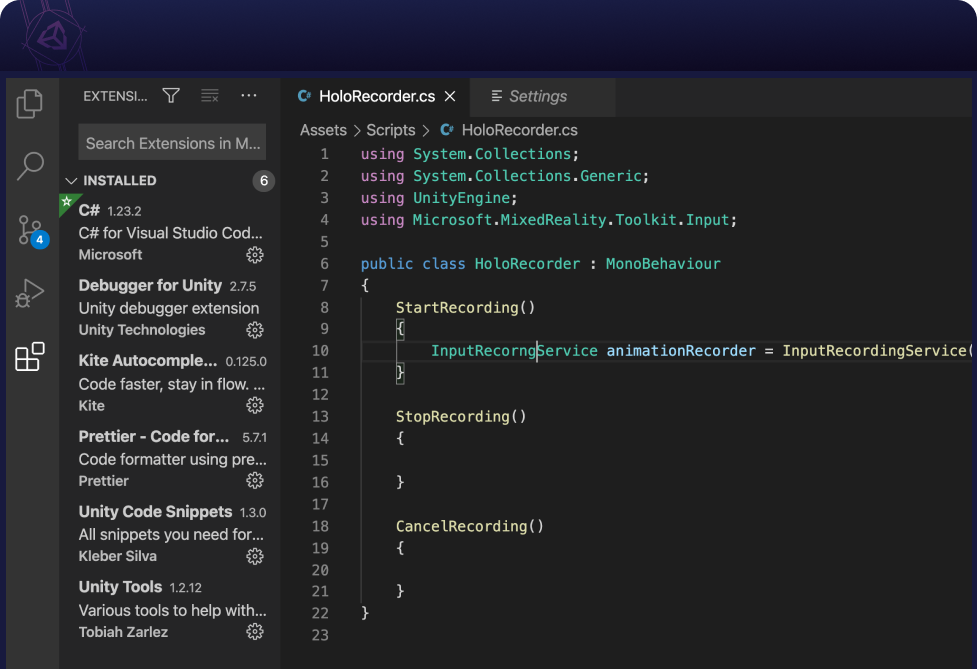 EXTENSI...
Search Extensions in M...
INSTALLED 6
C# 1.23.2
C# for Visual Studio Cod...
Microsoft
4
Debugger for Unity 2.7.5
Unity debugger extension
Unity Technologies
Kite Autocomple... 0.125.0
Code faster, stay in flow. ...
Kite
Prettier - Code for... 5.7.1
Code formatter using pre...
Prettier
Unity Code Snippets 1.3.0
All snippets you need for...
Kleber Silva
Unity Tools 1.2.12
Various tools to help with...
Tobiah Zarlez
C# HoloRecorder.cs × Settings
Assets > Scripts > C# HoloRecorder.cs
1 using System.Collections;
2 using System.Collections.Generic;
3 using UnityEngine;
4 using Microsoft.MixedReality.Toolkit.Input;
5
6 public class HoloRecorder : MonoBehaviour
7 {
8 StartRecording()
9 {
10 InputRecorngService animationRecorder = InputRecordingService(
11 }
12
13 StopRecording()
14 {
15
16 }
17
18 CancelRecording()
19 {
20
21 }
22 }
23